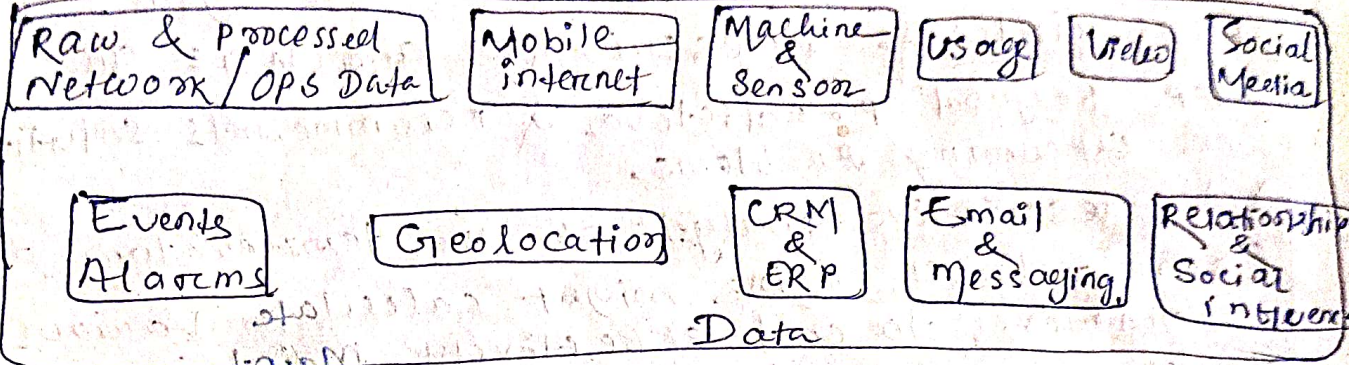 Raw & Processed
Network / OPS Data
Mobile
internet
Machine
&
Sensor
Usage
Video
Social
Media
Events
Alarms
Geolocation
CRM
&
ERP
Email
&
Messaging
Relationship
&
Social
Data